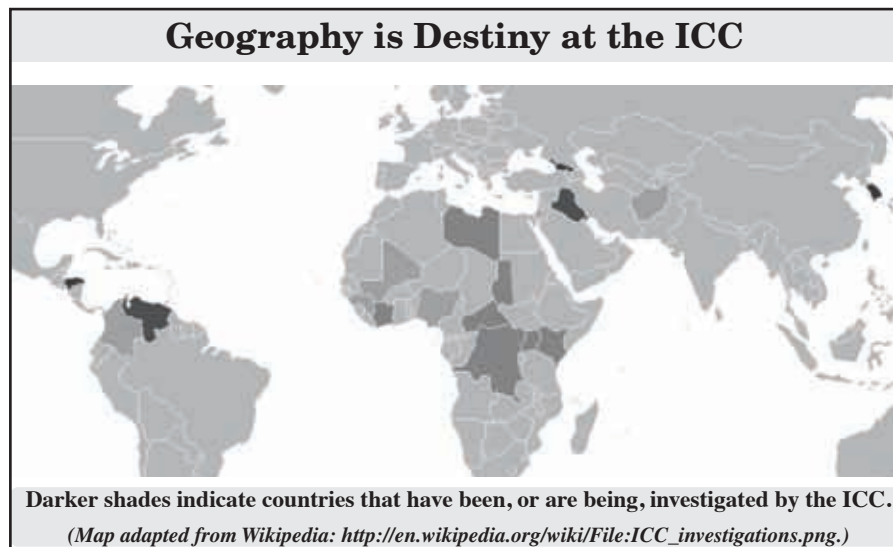 Geography is Destiny at the ICC
Darker shades indicate countries that have been, or are being, investigated by the ICC.
(Map adapted from Wikipedia: http://en.wikipedia.org/wiki/File:ICC_investigations.png.)